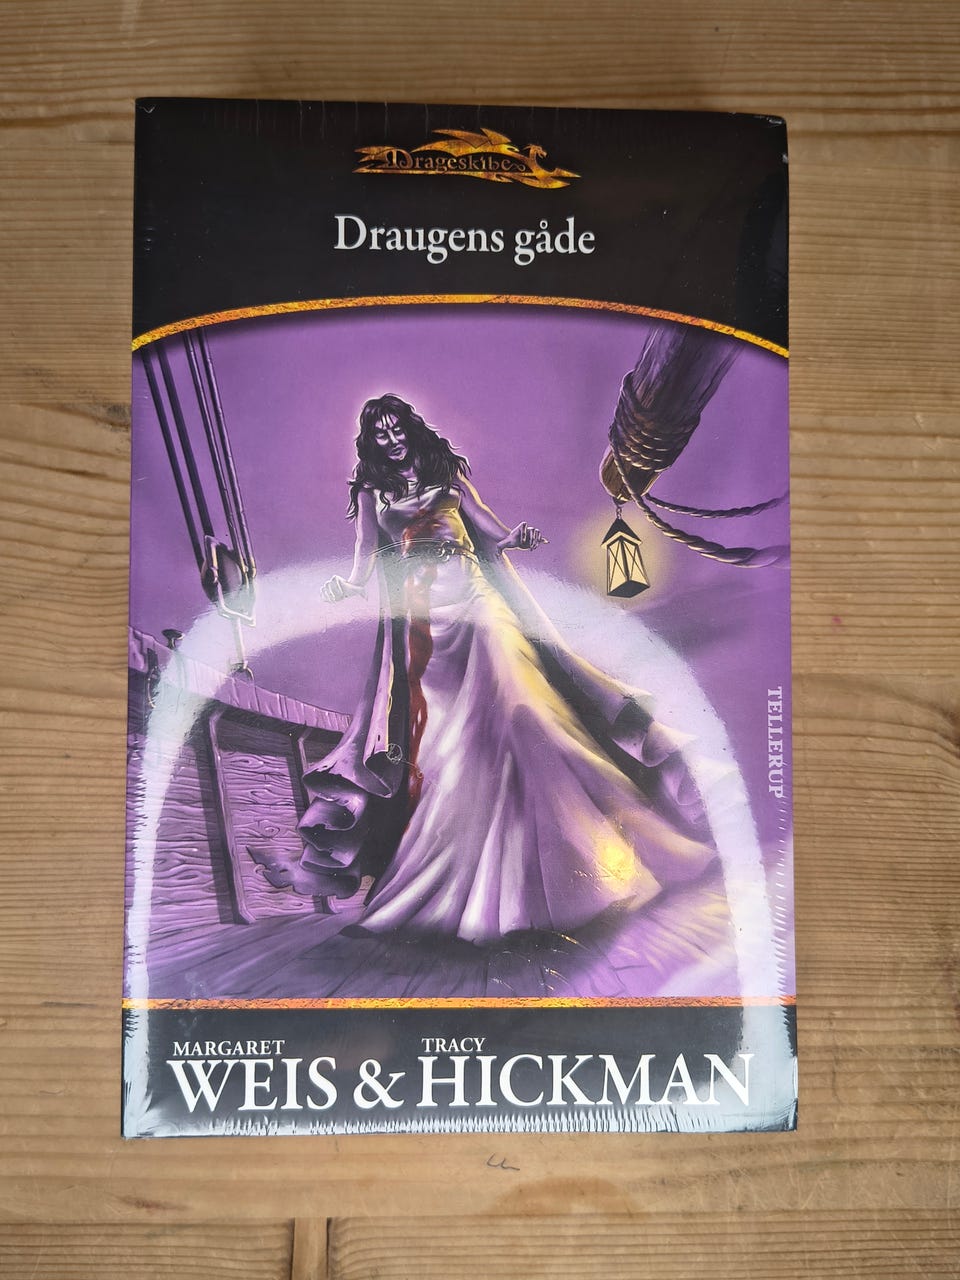 Drageskibe
Draugens gåde
TELLERUP
MARGARET TRACY
WEIS & HICKMAN